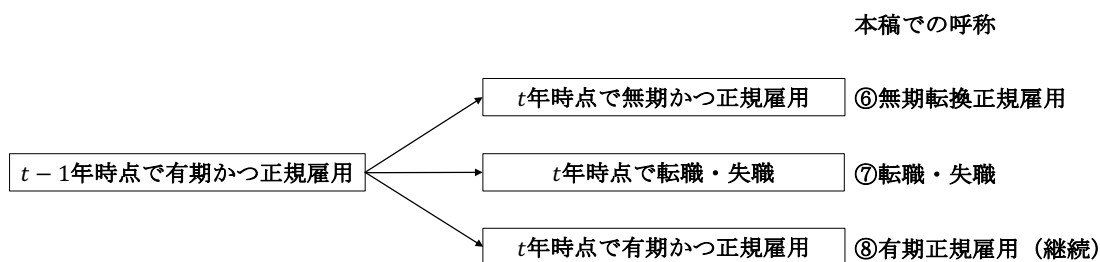 本稿での呼称
t年時点で無期かつ正規雇用 ⑥無期転換正規雇用
t − 1年時点で有期かつ正規雇用 t年時点で転職・失職 ⑦転職・失職
t年時点で有期かつ正規雇用 ⑧有期正規雇用（継続）